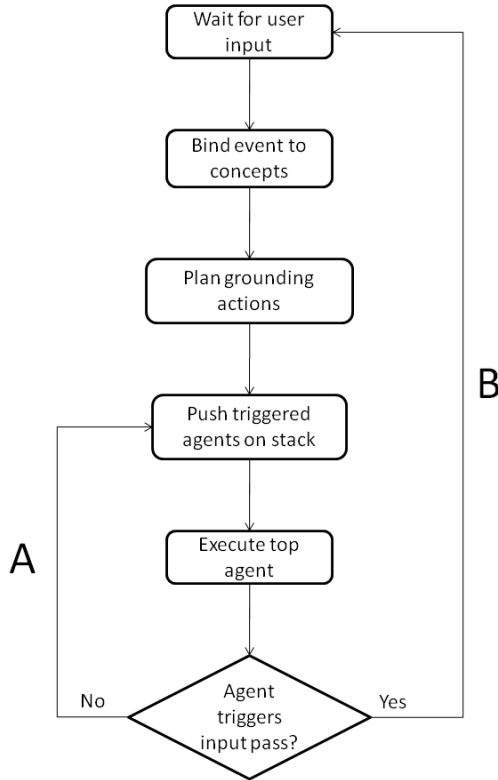 Wait for user
input
Bind event to
concepts
Plan grounding
actions
B
Push triggered
agents on stack
A
Execute top
agent
No
Agent
triggers
input pass?
Yes